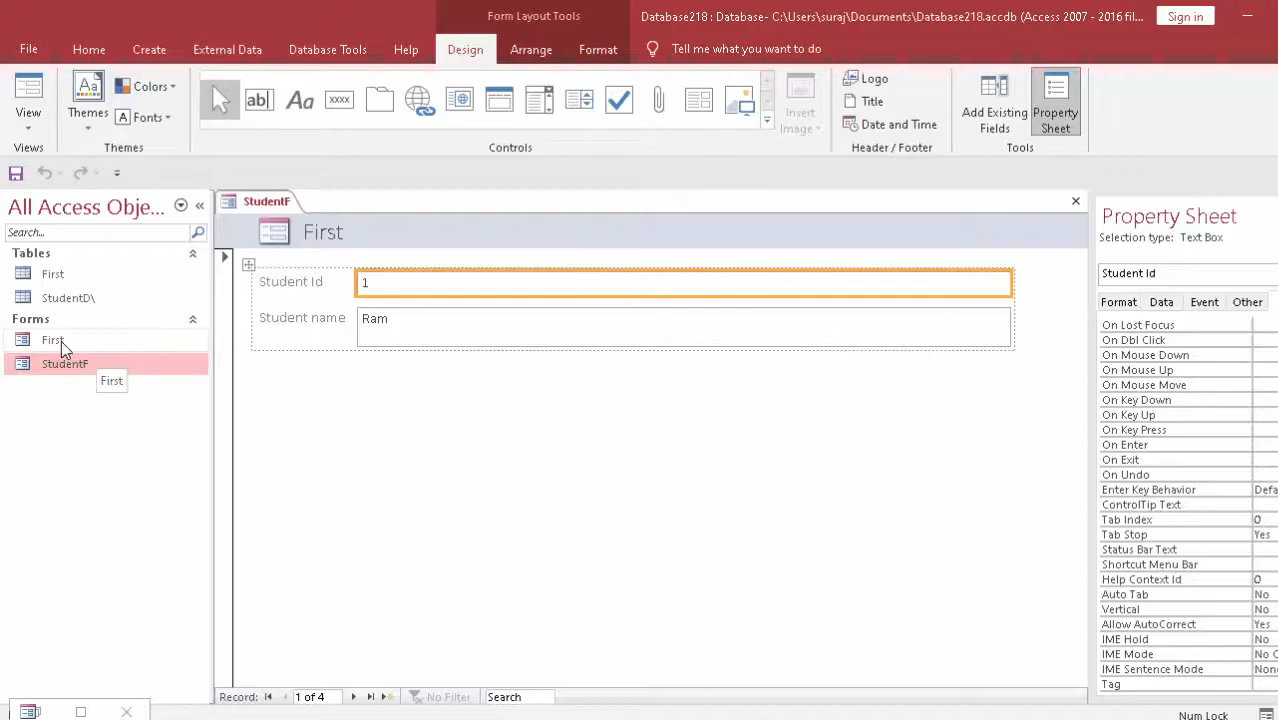 Form Layout Tools
Database218 : Database- C:\Users\suraj\Documents\Database218.accdb (Access 2007 - 2016 fil...
Sign in
File
Home
Create
External Data
Database Tools
Help
Design
Arrange
Format
Tell me what you want to do
View
Views
Themes
Colors
Fonts
Themes
ab
Aa
xxxx
Controls
Insert
Image
Logo
Title
Date and Time
Header / Footer
Add Existing
Fields
Property
Sheet
Tools
All Access Obje...
Search...
Tables
First
StudentD\
Forms
First
StudentF
First
StudentF
First
Student Id
1
Student name
Ram
Record:
1 of 4
No Filter
Search
Property Sheet
Selection type: Text Box
Student Id
Format
Data
Event
Other
On Lost Focus
On Dbl Click
On Mouse Down
On Mouse Up
On Mouse Move
On Key Down
On Key Up
On Key Press
On Enter
On Exit
On Undo
Enter Key Behavior Defa
ControlTip Text
Tab Index 0
Tab Stop Yes
Status Bar Text
Shortcut Menu Bar
Help Context Id 0
Auto Tab No
Vertical No
Allow AutoCorrect Yes
IME Hold No
IME Mode No C
IME Sentence Mode Non
Tag
Num Lock